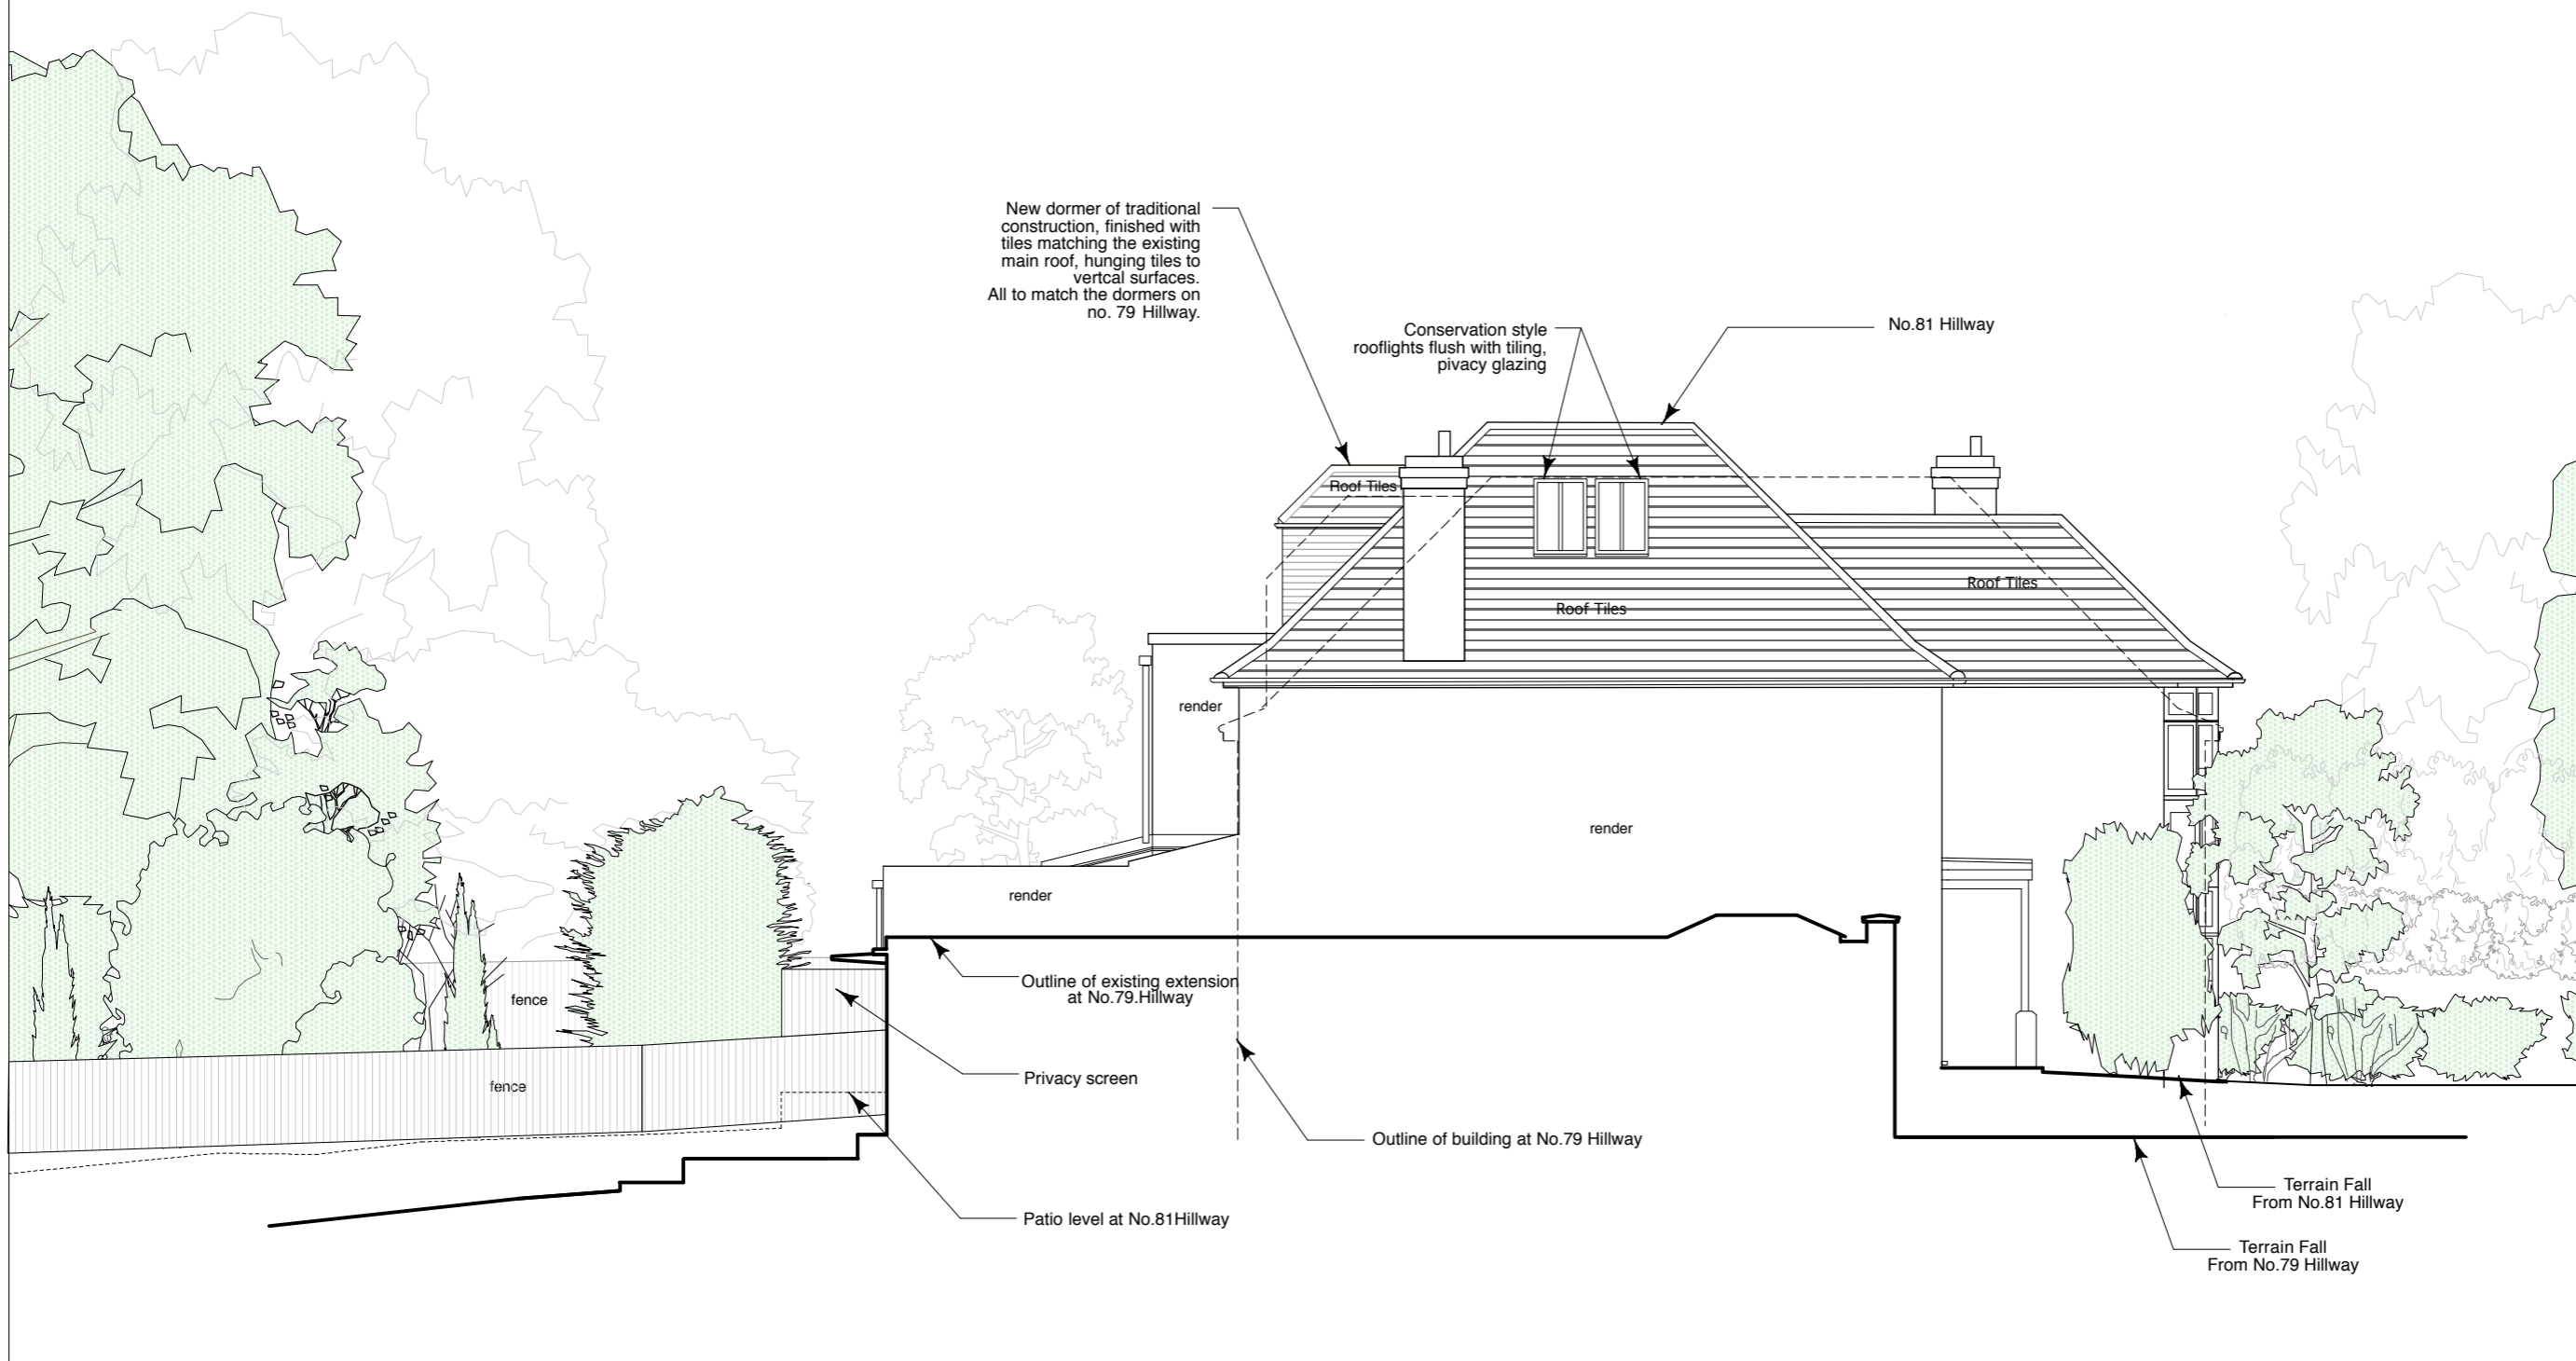 New dormer of traditional
construction, finished with
tiles matching the existing
main roof, hunging tiles to
vertcal surfaces.
All to match the dormers on
no. 79 Hillway.
Conservation style
rooflights flush with tiling,
pivacy glazing
No.81 Hillway
Roof Tiles
Roof Tiles
Roof Tiles
render
render
render
Outline of existing extension
at No.79.Hillway
fence
fence
Privacy screen
Outline of building at No.79 Hillway
Patio level at No.81Hillway
Terrain Fall
From No.81 Hillway
Terrain Fall
From No.79 Hillway